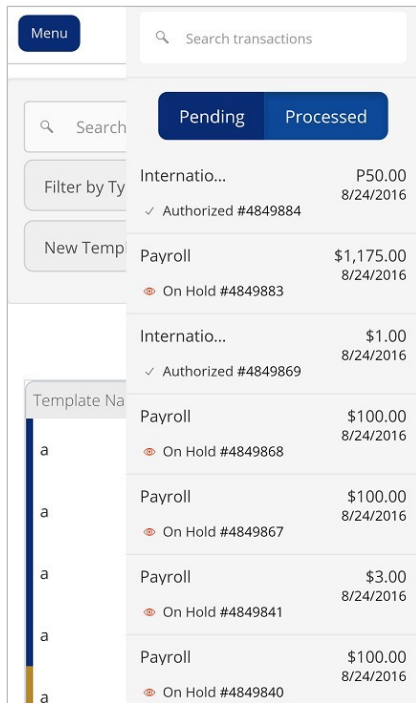 Menu
Search
Filter by Ty
New Temp
Template Na
a
a
a
a
a
Search transactions
Pending Processed
Internatio... P50.00
8/24/2016
Authorized #4849884
Payroll $1,175.00
8/24/2016
On Hold #4849883
Internatio... $1.00
8/24/2016
Authorized #4849869
Payroll $100.00
8/24/2016
On Hold #4849868
Payroll $100.00
8/24/2016
On Hold #4849867
Payroll $3.00
8/24/2016
On Hold #4849841
Payroll $100.00
8/24/2016
On Hold #4849840